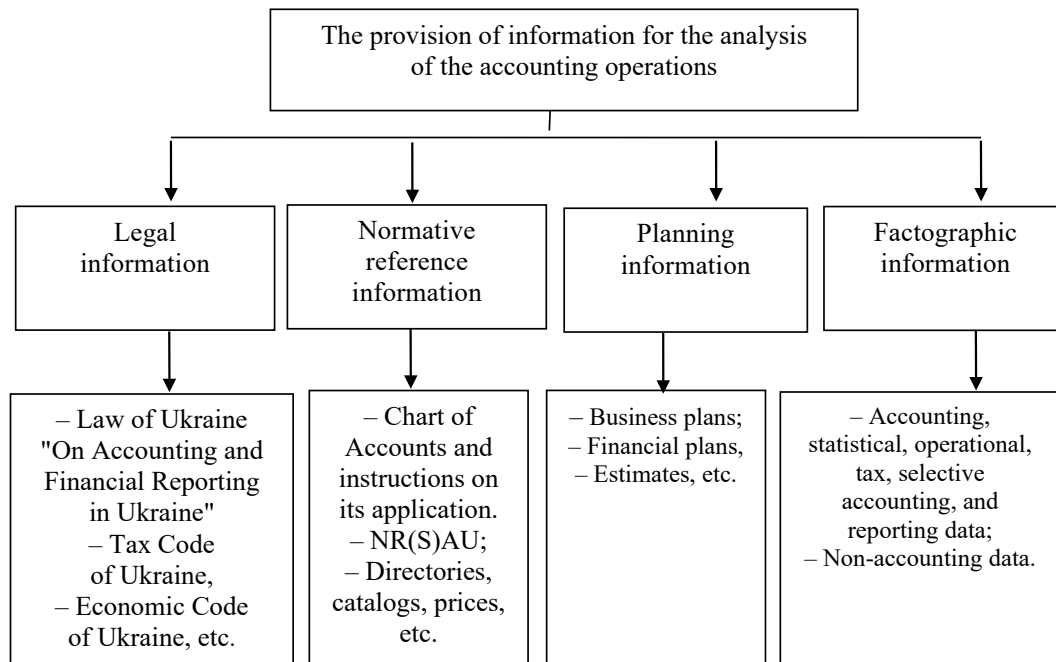 The provision of information for the analysis
of the accounting operations
Legal
information
Normative
reference
information
Planning
information
Factographic
information
– Law of Ukraine
"On Accounting and
Financial Reporting
in Ukraine"
– Tax Code
of Ukraine,
– Economic Code
of Ukraine, etc.
– Chart of
Accounts and
instructions on
its application.
– NR(S)AU;
– Directories,
catalogs, prices,
etc.
– Business plans;
– Financial plans,
– Estimates, etc.
– Accounting,
statistical, operational,
tax, selective
accounting, and
reporting data;
– Non-accounting data.